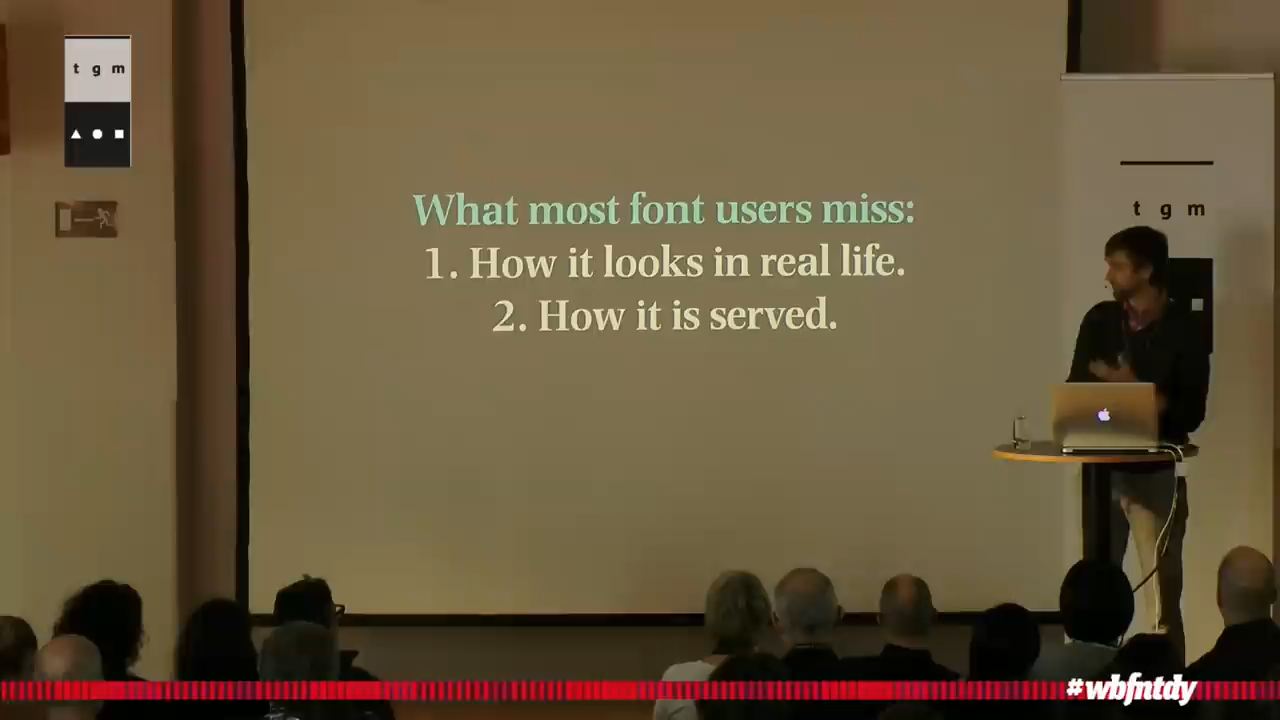 t g m
What most font users miss:
1. How it looks in real life.
2. How it is served.
t g m
#wbfntdy